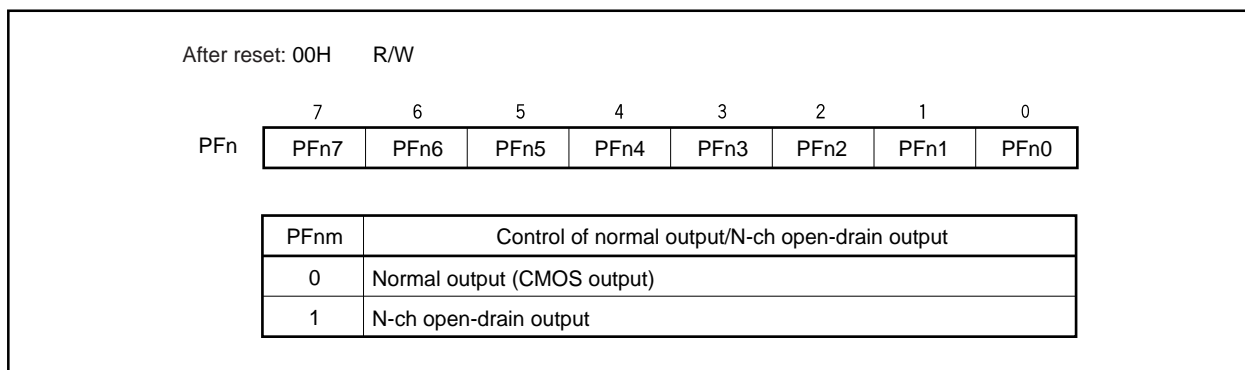 After reset: 00H R/W
7 6 5 4 3 2 1 0
PFn PFn7 PFn6 PFn5 PFn4 PFn3 PFn2 PFn1 PFn0
PFnm Control of normal output/N-ch open-drain output
0 Normal output (CMOS output)
1 N-ch open-drain output